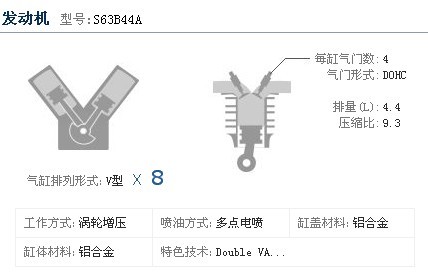 发动机 型号:S63B44A
每缸气门数:4
气门形式:DOHC
排量(L):4.4
压缩比:9.3
气缸排列形式:V型 X 8
工作方式:涡轮增压 喷油方式:多点电喷 缸盖材料:铝合金
缸体材料:铝合金 特色技术:Double VA...